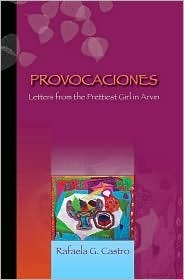 PROVOCACIONES
Letters from the Prettiest Girl in Arvin
Rafaela G. Castro